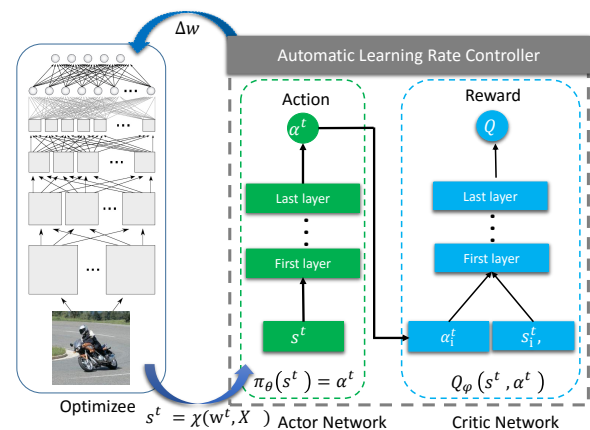 Δw
Automatic Learning Rate Controller
Action
Reward
α^t
Q
Last layer
Last layer
First layer
First layer
s^t
α_i^t
s_i^t,
π_θ(s^t) = α^t
Q_φ(s^t, α^t)
Optimizee
s^t = χ(w^t, X )
Actor Network
Critic Network